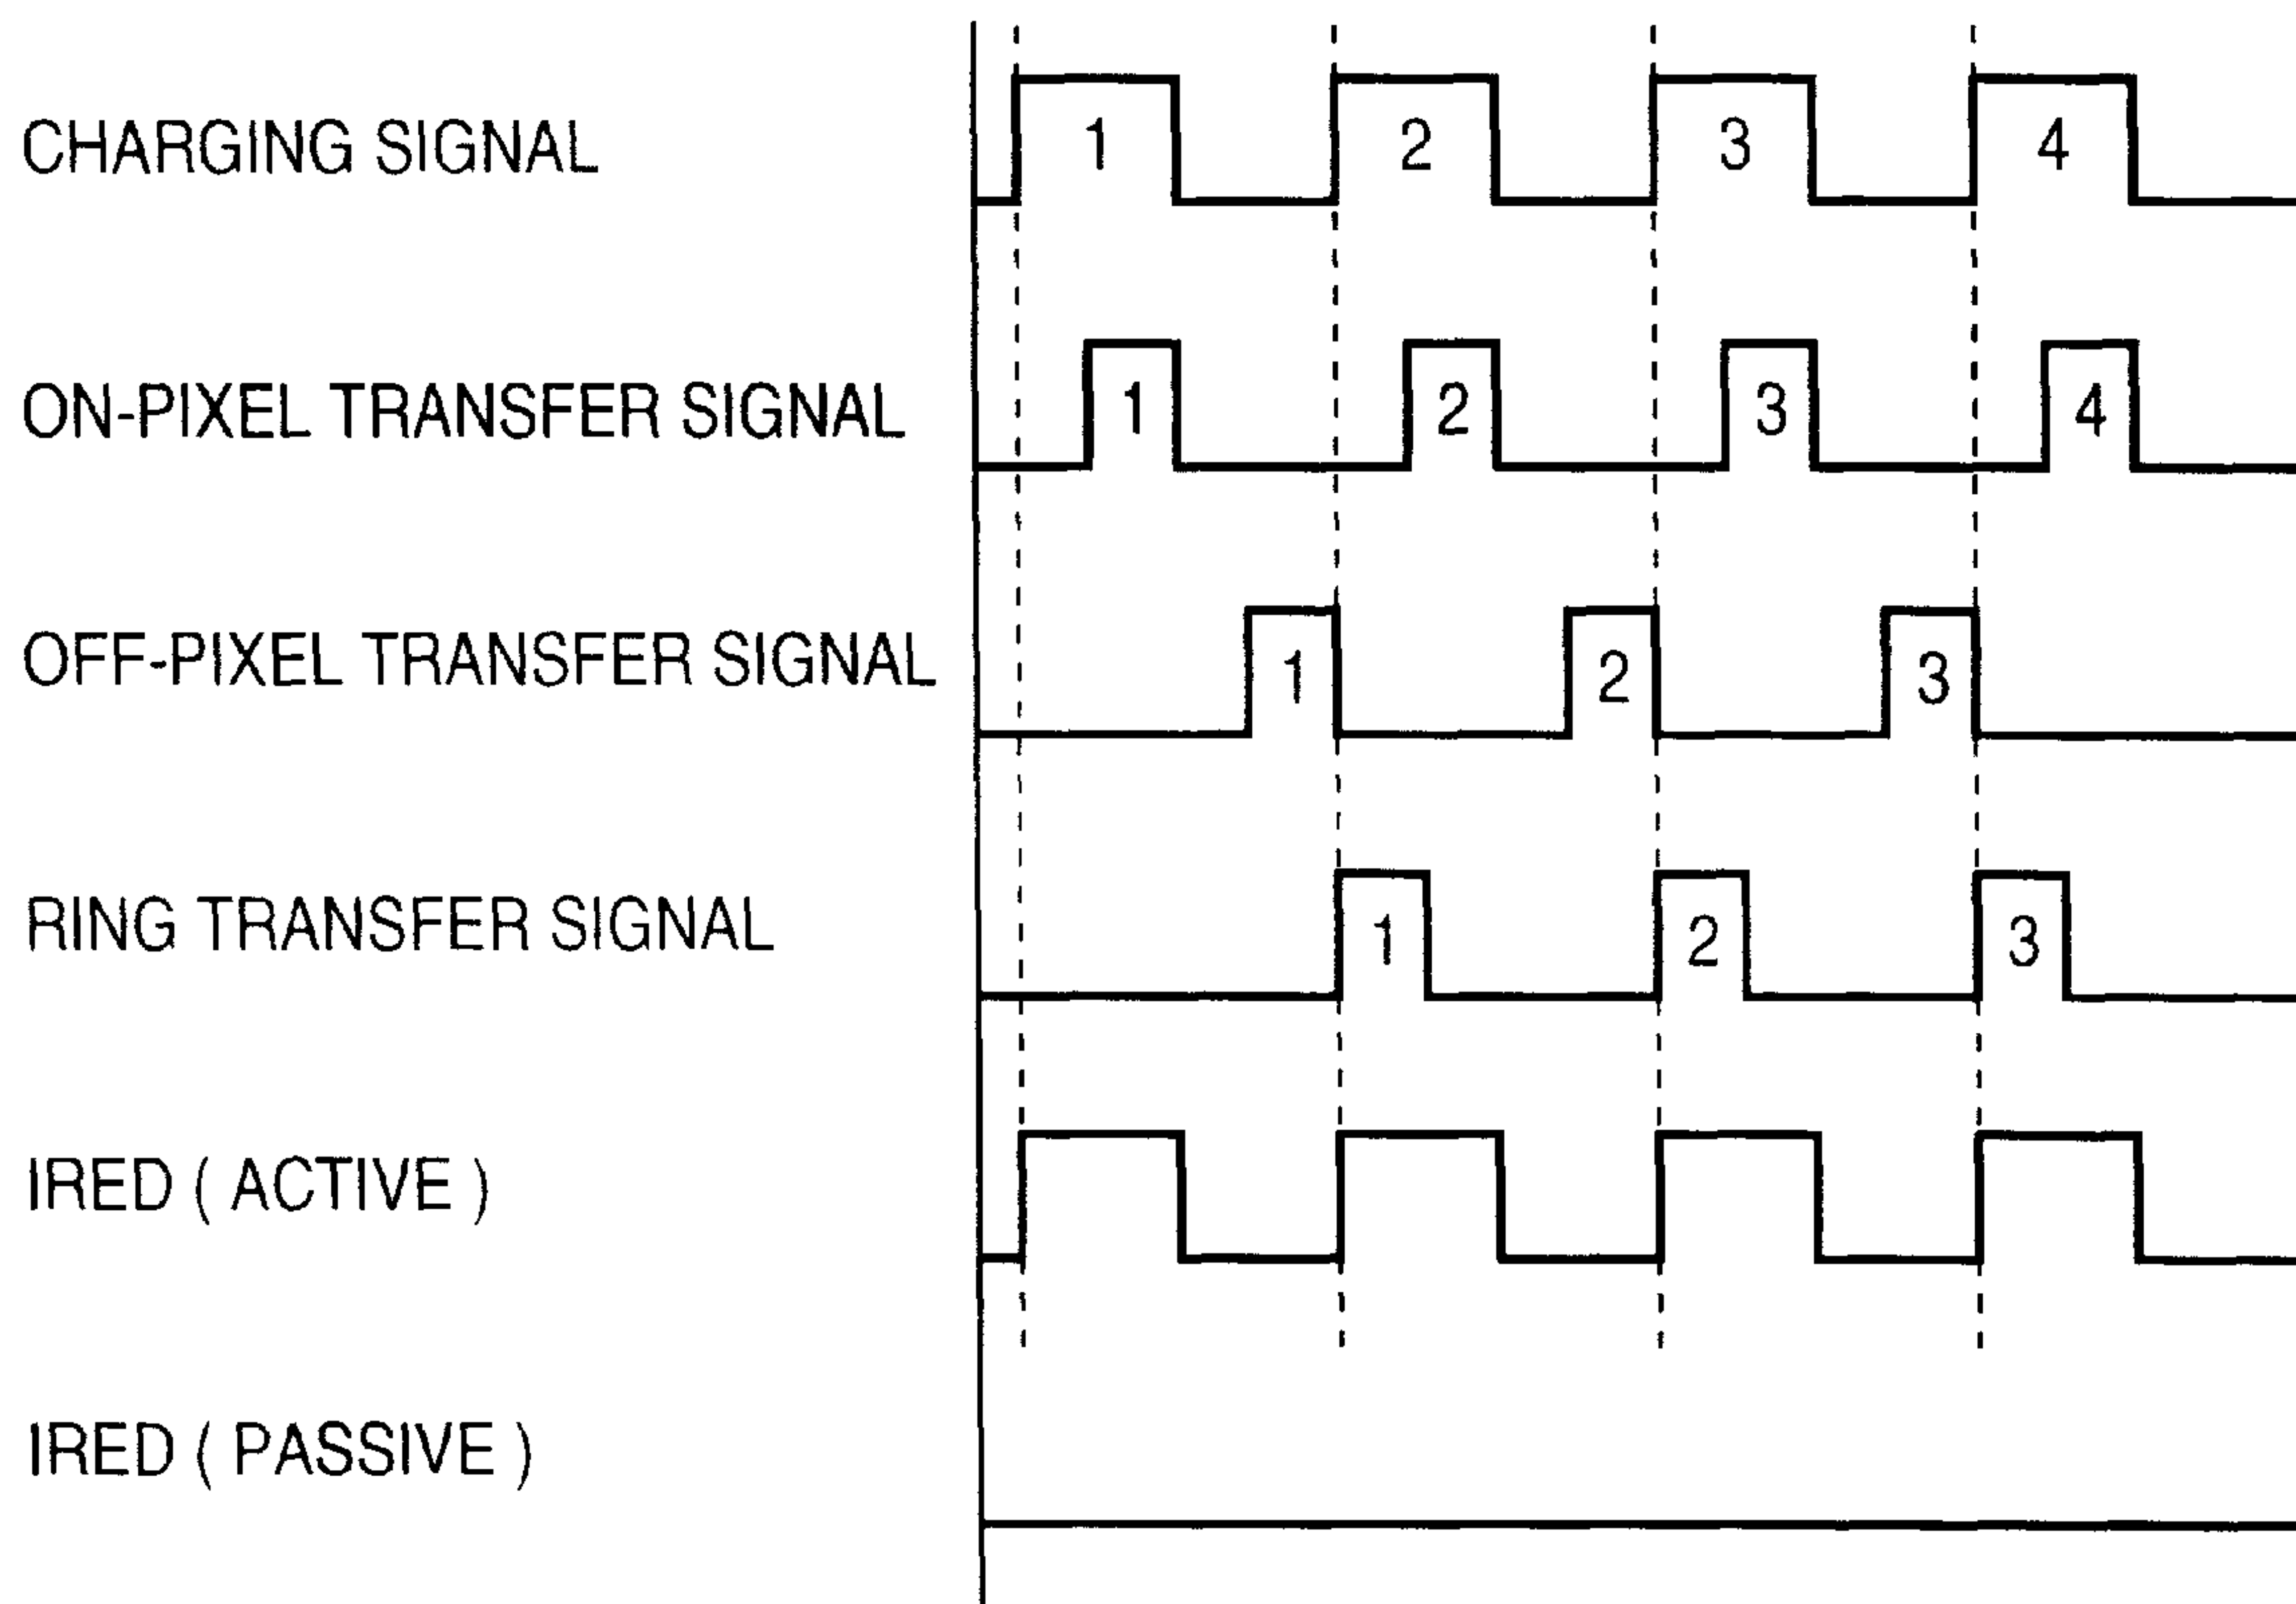 CHARGING SIGNAL 1 2 3 4
ON-PIXEL TRANSFER SIGNAL 1 2 3 4
OFF-PIXEL TRANSFER SIGNAL 1 2 3
RING TRANSFER SIGNAL 1 2 3
IRED ( ACTIVE )
IRED ( PASSIVE )